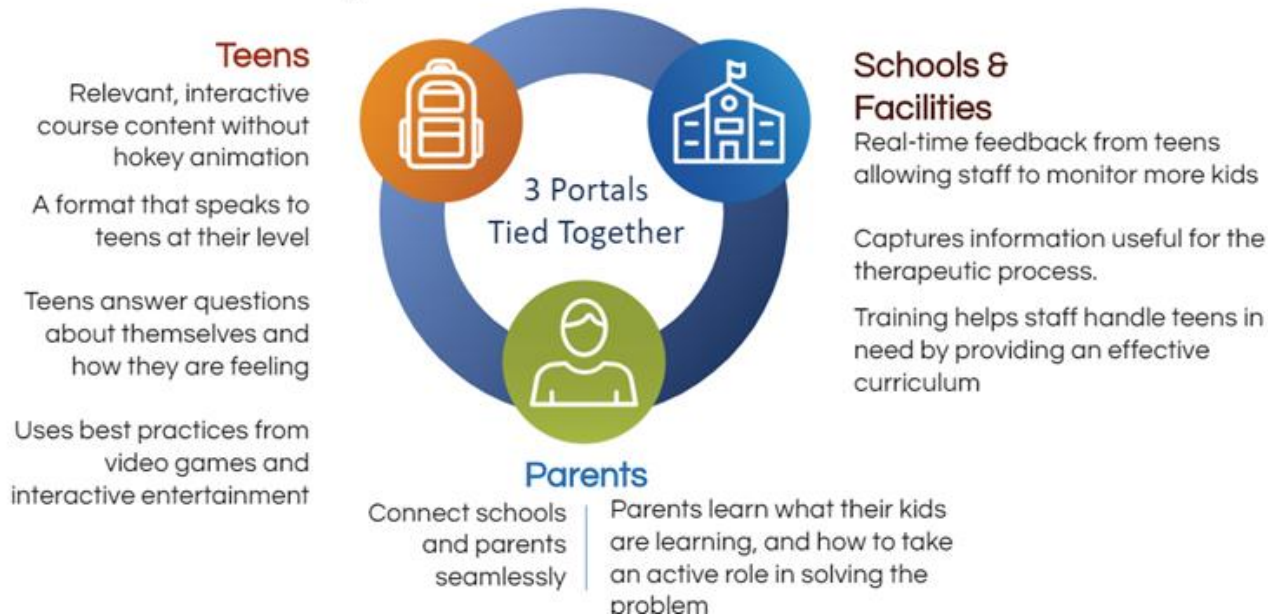 Teens
Relevant, interactive
course content without
hokey animation
A format that speaks to
teens at their level
Teens answer questions
about themselves and
how they are feeling
Uses best practices from
video games and
interactive entertainment
3 Portals
Tied Together
Schools &
Facilities
Real-time feedback from teens
allowing staff to monitor more kids
Captures information useful for the
therapeutic process.
Training helps staff handle teens in
need by providing an effective
curriculum
Parents
Connect schools
and parents
seamlessly
Parents learn what their kids
are learning, and how to take
an active role in solving the
problem